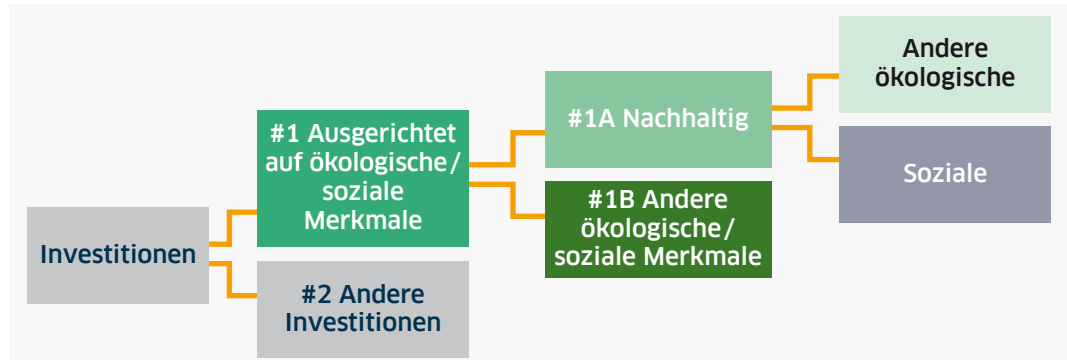 Investitionen
#1 Ausgerichtet
auf ökologische/
soziale
Merkmale
#2 Andere
Investitionen
#1A Nachhaltig
#1B Andere
ökologische/
soziale Merkmale
Andere
ökologische
Soziale